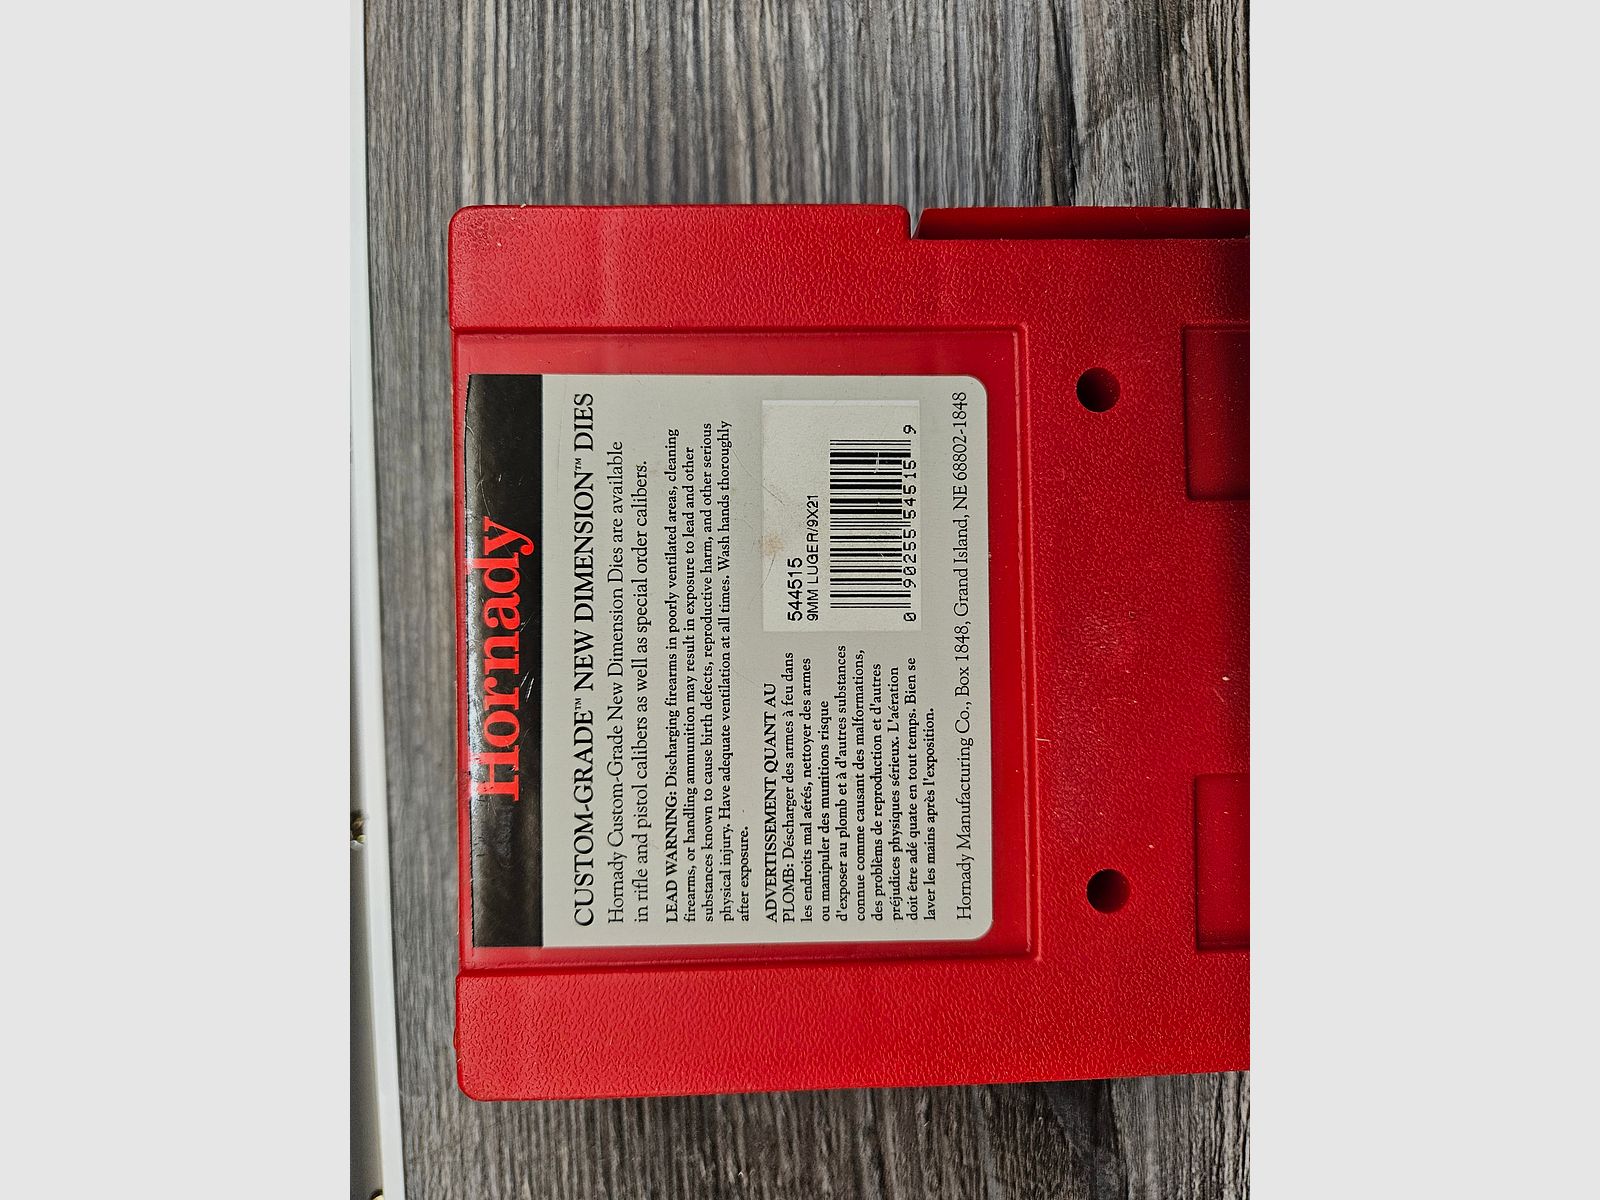 Hornady
CUSTOM-GRADE™ NEW DIMENSION™ DIES
Hornady Custom-Grade New Dimension Dies are available
in rifle and pistol calibers as well as special order calibers.
LEAD WARNING: Discharging firearms in poorly ventilated areas, cleaning
firearms, or handling ammunition may result in exposure to lead and other
substances known to cause birth defects, reproductive harm, and other serious
physical injury. Have adequate ventilation at all times. Wash hands thoroughly
after exposure.
ADVERTISSEMENT QUANT AU
PLOMB: Déscharger des armes à feu dans
les endroits mal aérés, nettoyer des armes
ou manipuler des munitions risque
d'exposer au plomb et à d'autres substances
connue comme causant des malformations,
des problèms de reproduction et d'autres
préjudices physiques sérieux. L'aération
doit être adé quate en tout temps. Bien se
laver les mains après l'exposition.
544515
9MM LUGER/9X21
0 90255 54515 9
Hornady Manufacturing Co., Box 1848, Grand Island, NE 68802-1848